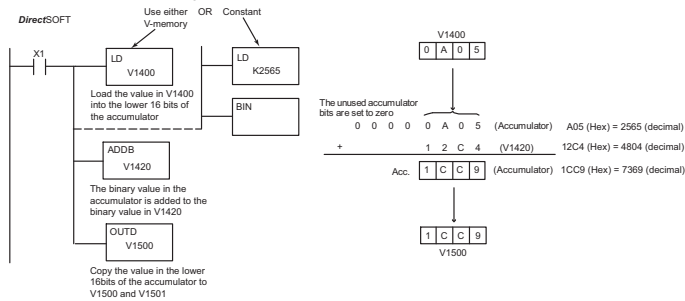 DirectSOFT
Use either OR Constant
V-memory
X1
LD
V1400
LD
K2565
Load the value in V1400
into the lower 16 bits of
the accumulator
BIN
ADDB
V1420
The binary value in the
accumulator is added to the
binary value in V1420
OUTD
V1500
Copy the value in the lower
16bits of the accumulator to
V1500 and V1501
V1400
0 A 0 5
The unused accumulator
bits are set to zero
0 0 0 0 0 A 0 5 (Accumulator) A05 (Hex) = 2565 (decimal)
+ 1 2 C 4 (V1420) 12C4 (Hex) = 4804 (decimal)
Acc. 1 C C 9 (Accumulator) 1CC9 (Hex) = 7369 (decimal)
1 C C 9
V1500